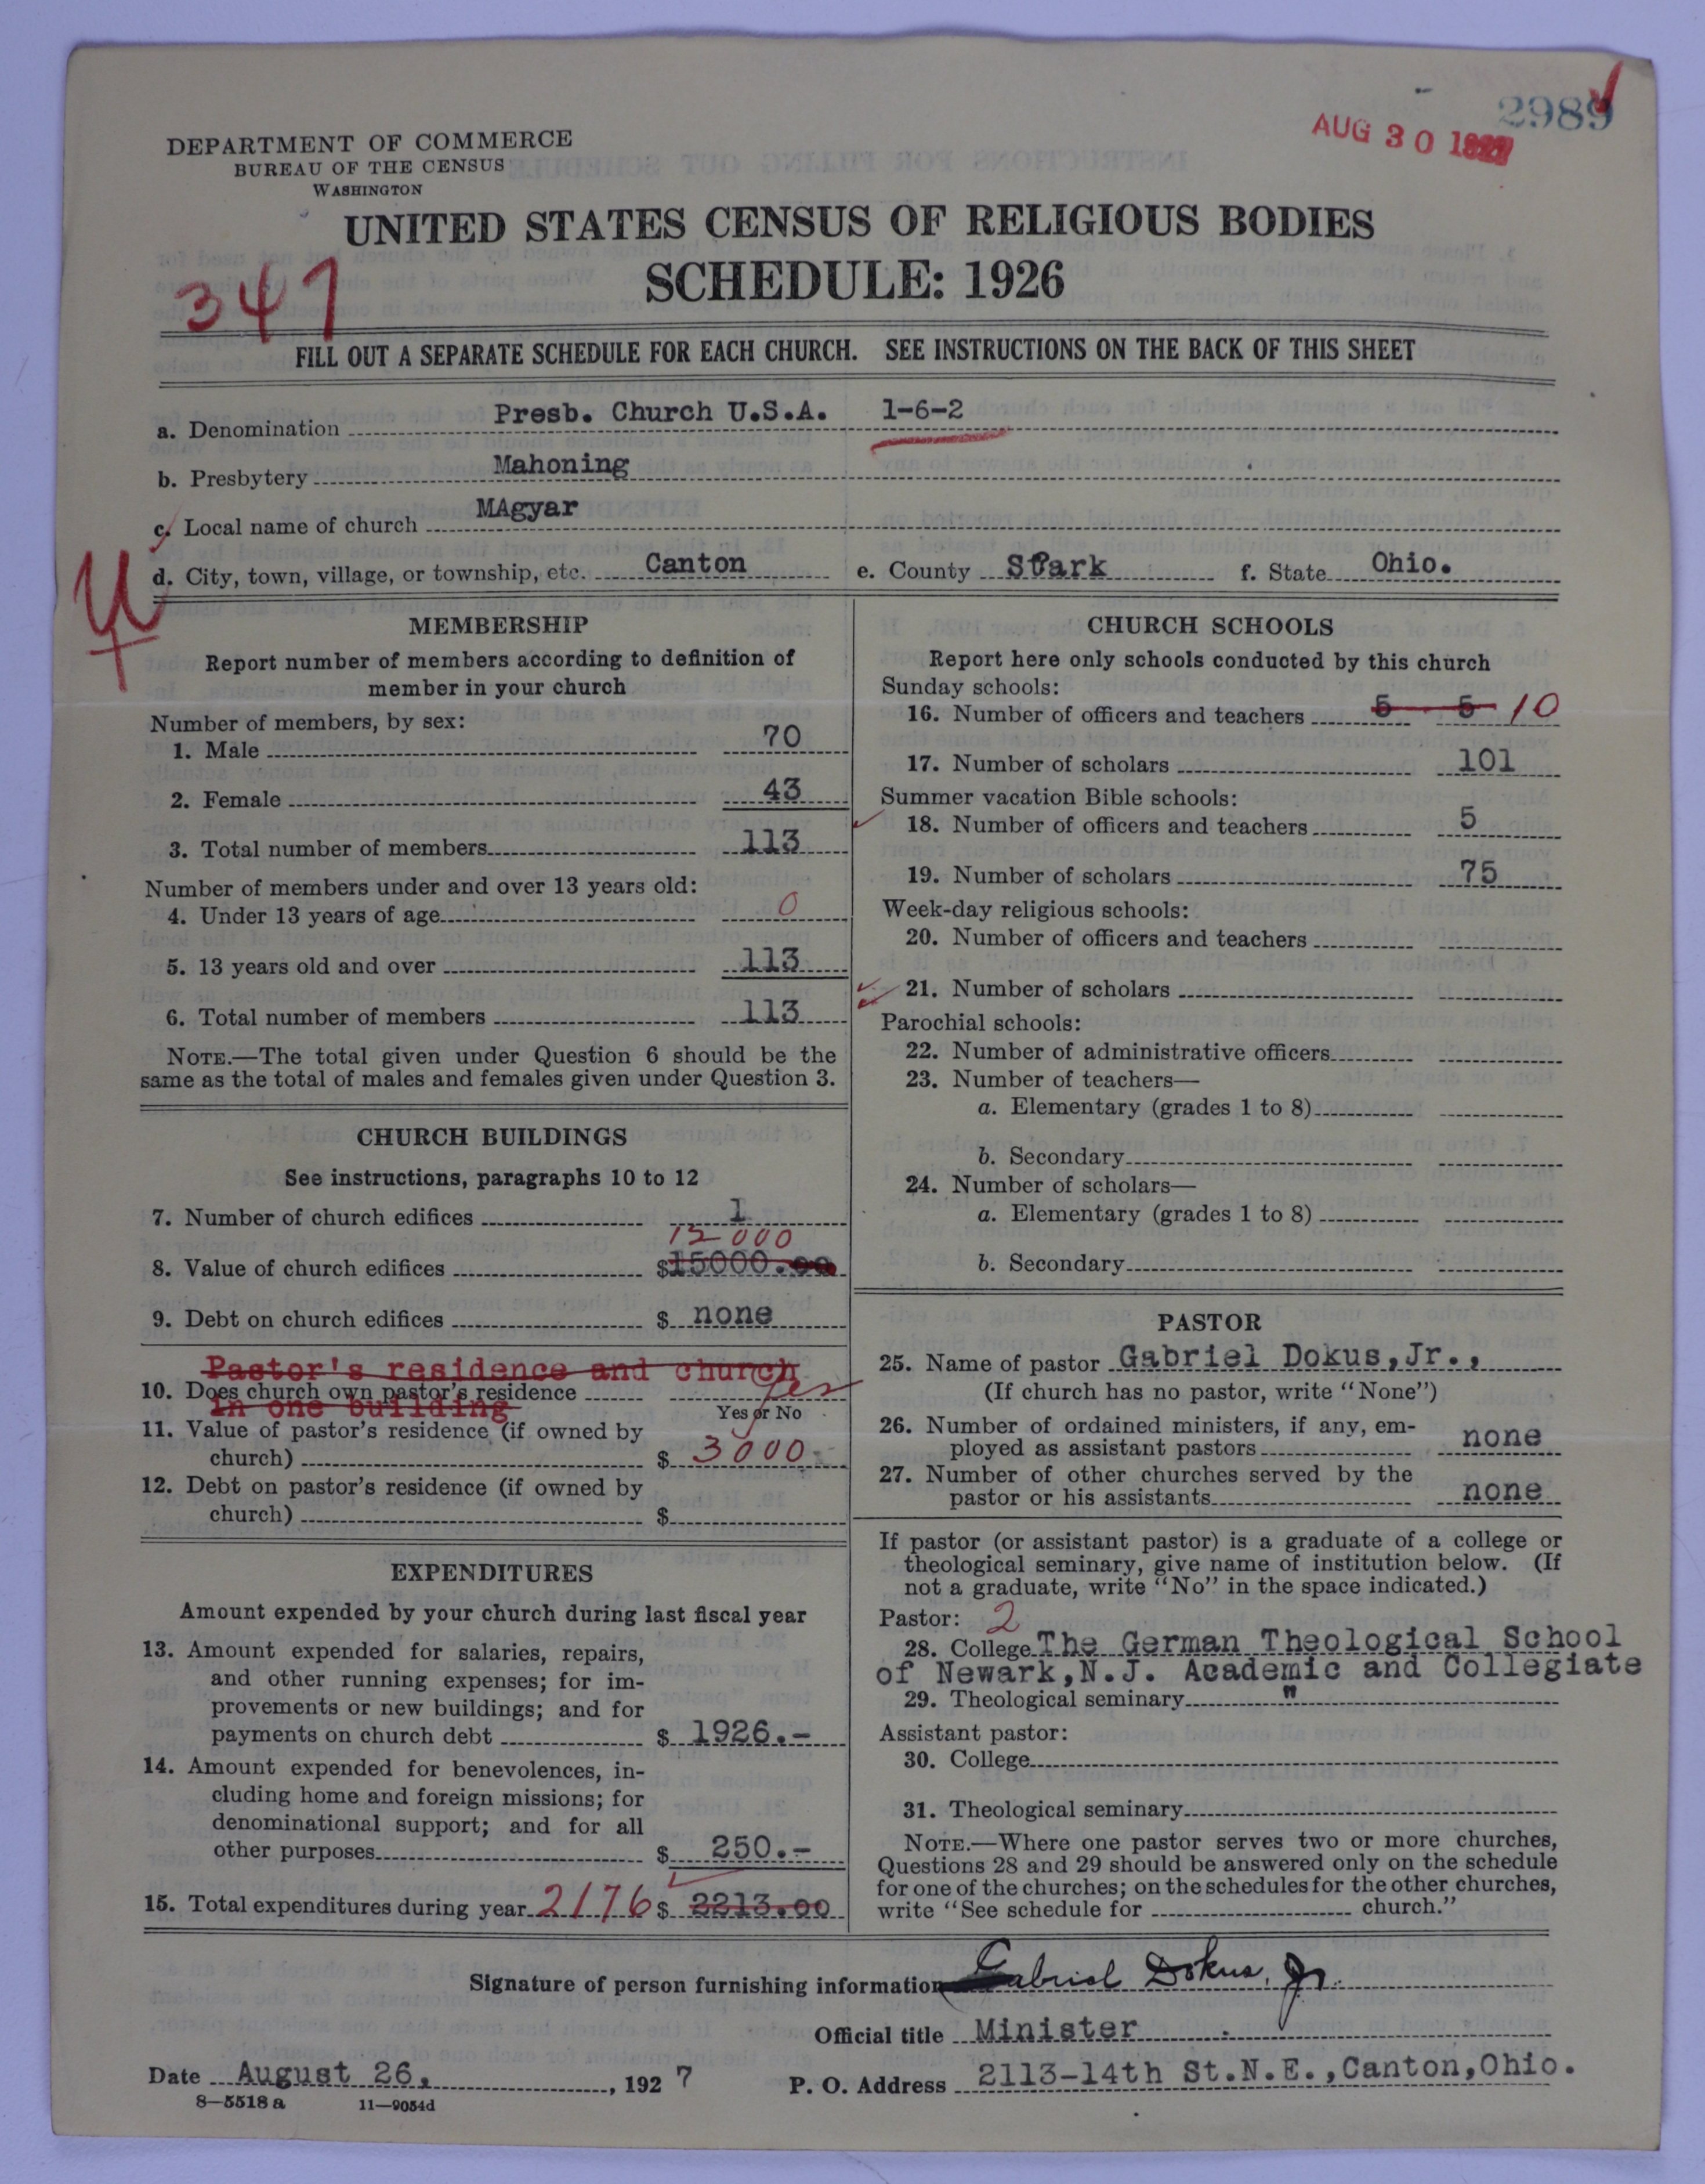 2989
AUG 30 1927
DEPARTMENT OF COMMERCE
BUREAU OF THE CENSUS
WASHINGTON
UNITED STATES CENSUS OF RELIGIOUS BODIES
SCHEDULE: 1926
347
FILL OUT A SEPARATE SCHEDULE FOR EACH CHURCH. SEE INSTRUCTIONS ON THE BACK OF THIS SHEET
a. Denomination Presb. Church U.S.A. 1-6-2
b. Presbytery Mahoning
c. Local name of church MAgyar
d. City, town, village, or township, etc. Canton e. County Stark f. State Ohio.
MEMBERSHIP
Report number of members according to definition of
member in your church
Number of members, by sex:
1. Male 70
2. Female 43
3. Total number of members 113
Number of members under and over 13 years old:
4. Under 13 years of age 0
5. 13 years old and over 113
6. Total number of members 113
NOTE.—The total given under Question 6 should be the
same as the total of males and females given under Question 3.
CHURCH BUILDINGS
See instructions, paragraphs 10 to 12
7. Number of church edifices 1
12000
8. Value of church edifices $15000.00
9. Debt on church edifices $ none
Pastor's residence and church
10. Does church own pastor's residence yes
in one building
Yes or No
11. Value of pastor's residence (if owned by
church) $ 3000
12. Debt on pastor's residence (if owned by
church) $
EXPENDITURES
Amount expended by your church during last fiscal year
13. Amount expended for salaries, repairs,
and other running expenses; for im-
provements or new buildings; and for
payments on church debt $ 1926.-
14. Amount expended for benevolences, in-
cluding home and foreign missions; for
denominational support; and for all
other purposes $ 250.-
15. Total expenditures during year 2176 $ 2213.00
CHURCH SCHOOLS
Report here only schools conducted by this church
Sunday schools:
16. Number of officers and teachers 5 5 10
17. Number of scholars 101
Summer vacation Bible schools:
18. Number of officers and teachers 5
19. Number of scholars 75
Week-day religious schools:
20. Number of officers and teachers
21. Number of scholars
Parochial schools:
22. Number of administrative officers
23. Number of teachers—
a. Elementary (grades 1 to 8)
b. Secondary
24. Number of scholars—
a. Elementary (grades 1 to 8)
b. Secondary
PASTOR
25. Name of pastor Gabriel Dokus, Jr.,
(If church has no pastor, write "None")
26. Number of ordained ministers, if any, em-
ployed as assistant pastors none
27. Number of other churches served by the
pastor or his assistants none
If pastor (or assistant pastor) is a graduate of a college or
theological seminary, give name of institution below. (If
not a graduate, write "No" in the space indicated.)
Pastor: 2
28. College The German Theological School
of Newark, N.J. Academic and Collegiate
29. Theological seminary "
Assistant pastor:
30. College
31. Theological seminary
NOTE.—Where one pastor serves two or more churches,
Questions 28 and 29 should be answered only on the schedule
for one of the churches; on the schedules for the other churches,
write "See schedule for church."
Signature of person furnishing information Gabriel Dokus, Jr.
Official title Minister
Date August 26, 1927
P. O. Address 2113-14th St.N.E., Canton, Ohio.
8—5518 a 11—9054d